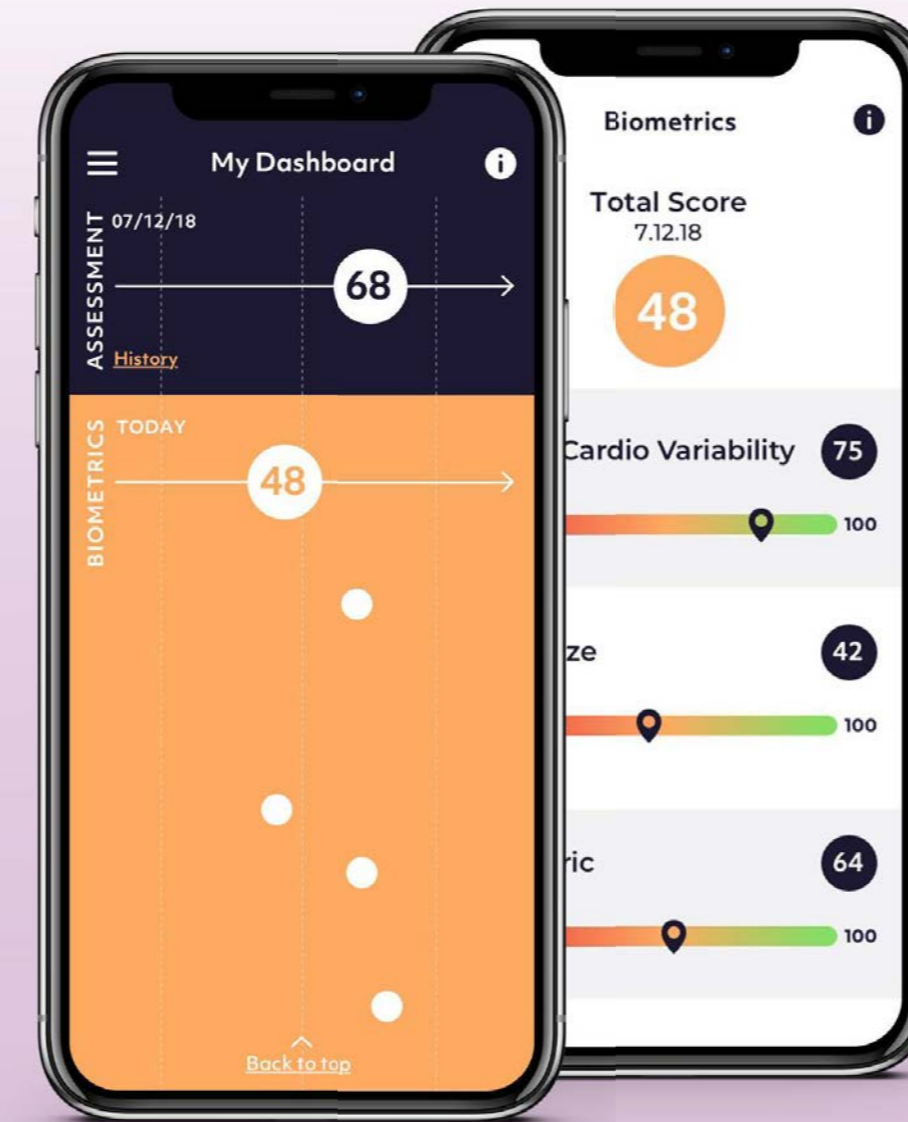 My Dashboard
i
ASSESSMENT
07/12/18
68
History
BIOMETRICS
TODAY
48
Back to top
Biometrics
i
Total Score
7.12.18
48
Cardio Variability
75
100
ze
42
100
ric
64
100